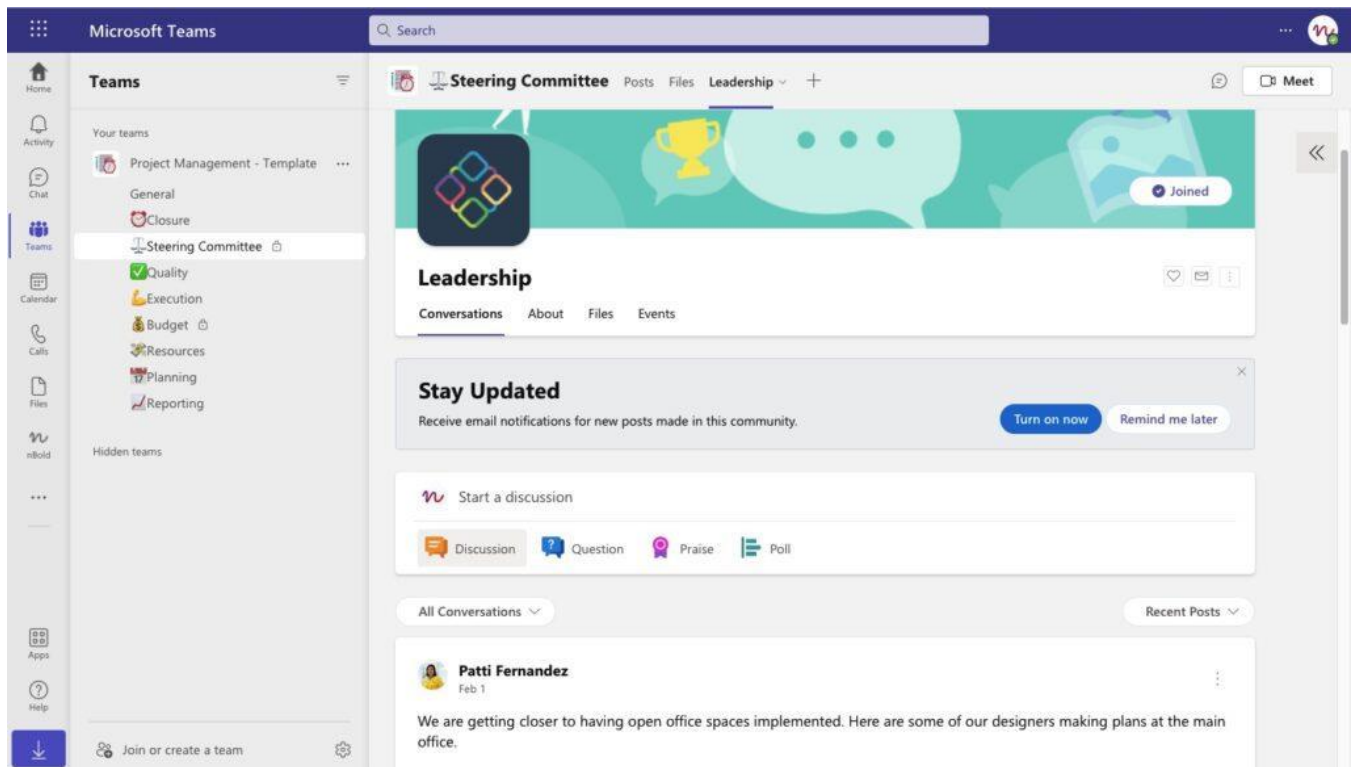 Microsoft Teams
Search
Home
Activity
Chat
Teams
Calendar
Calls
Files
nBold
Apps
Help
Teams
Your teams
Project Management - Template
General
Closure
Steering Committee
Quality
Execution
Budget
Resources
Planning
Reporting
Hidden teams
Join or create a team
Steering Committee Posts Files Leadership
Meet
Joined
Leadership
Conversations About Files Events
Stay Updated
Receive email notifications for new posts made in this community.
Turn on now Remind me later
Start a discussion
Discussion Question Praise Poll
All Conversations Recent Posts
Patti Fernandez
Feb 1
We are getting closer to having open office spaces implemented. Here are some of our designers making plans at the main
office.